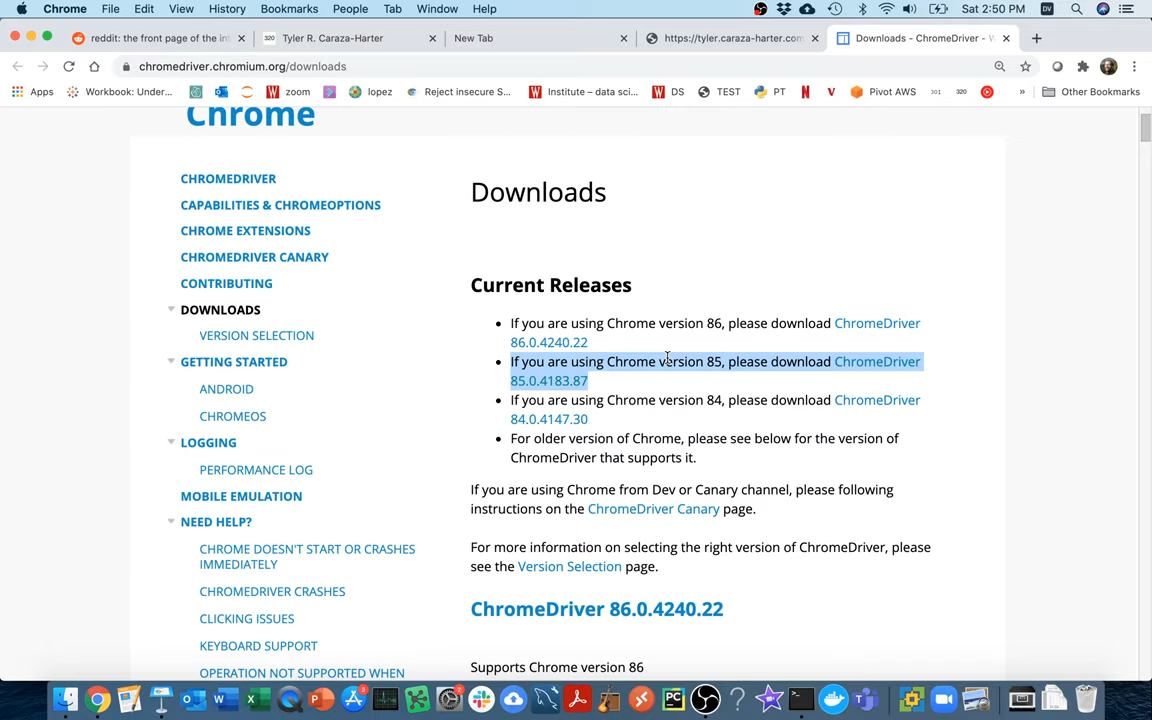 Chrome File Edit View History Bookmarks People Tab Window Help Sat 2:50 PM DV
reddit: the front page of the int
320 Tyler R. Caraza-Harter
New Tab
https://tyler.caraza-harter.com
Downloads - ChromeDriver - W
chromedriver.chromium.org/downloads
Apps Workbook: Under... zoom lopez Reject insecure S... Institute – data sci... DS TEST PT Pivot AWS 301 320 » Other Bookmarks
Chrome
CHROMEDRIVER
CAPABILITIES & CHROMEOPTIONS
CHROME EXTENSIONS
CHROMEDRIVER CANARY
CONTRIBUTING
DOWNLOADS
VERSION SELECTION
GETTING STARTED
ANDROID
CHROMEOS
LOGGING
PERFORMANCE LOG
MOBILE EMULATION
NEED HELP?
CHROME DOESN'T START OR CRASHES
IMMEDIATELY
CHROMEDRIVER CRASHES
CLICKING ISSUES
KEYBOARD SUPPORT
OPERATION NOT SUPPORTED WHEN
Downloads
Current Releases
• If you are using Chrome version 86, please download ChromeDriver
86.0.4240.22
• If you are using Chrome version 85, please download ChromeDriver
85.0.4183.87
• If you are using Chrome version 84, please download ChromeDriver
84.0.4147.30
• For older version of Chrome, please see below for the version of
ChromeDriver that supports it.
If you are using Chrome from Dev or Canary channel, please following
instructions on the ChromeDriver Canary page.
For more information on selecting the right version of ChromeDriver, please
see the Version Selection page.
ChromeDriver 86.0.4240.22
Supports Chrome version 86